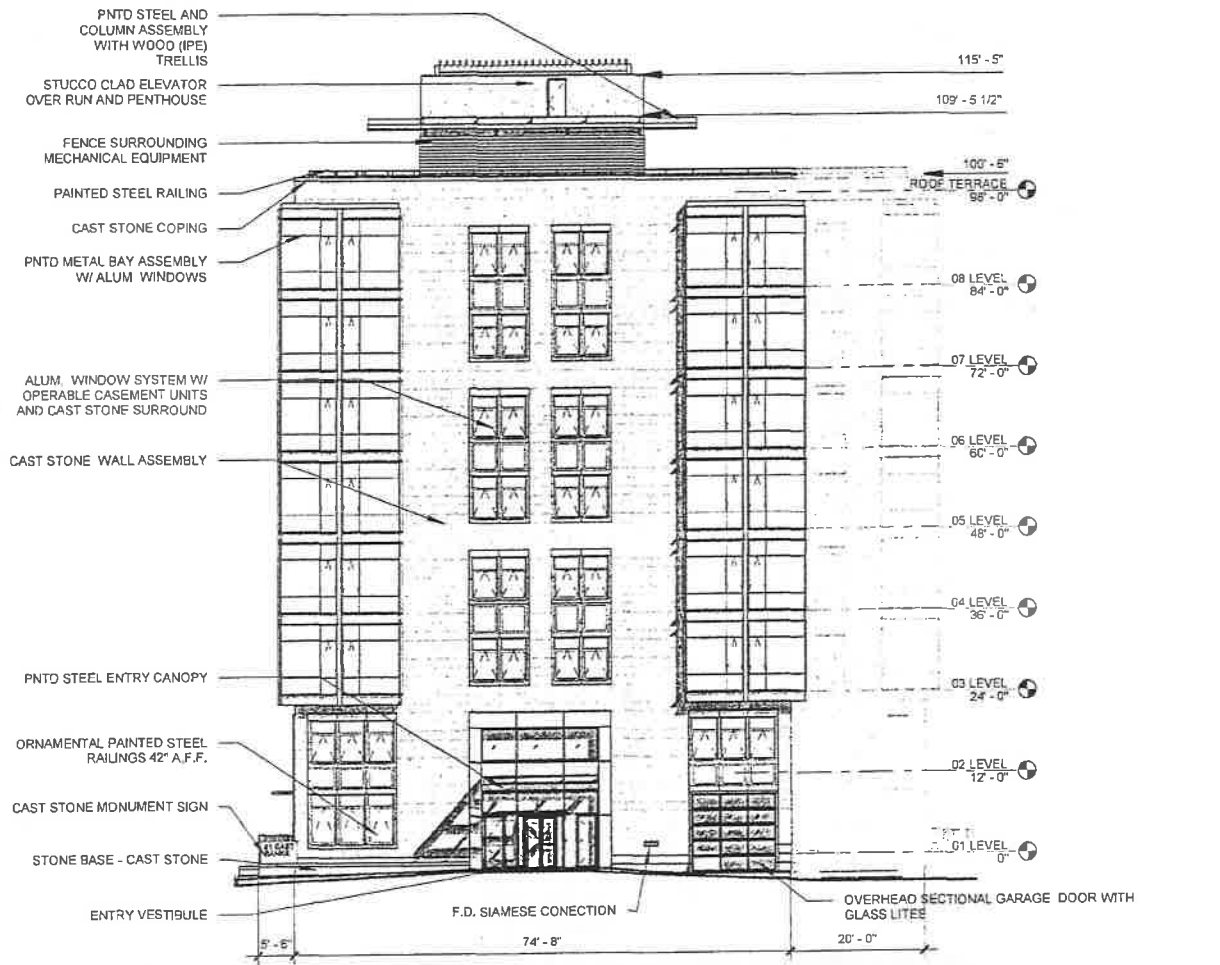 PNTD STEEL AND
COLUMN ASSEMBLY
WITH WOOD (IPE)
TRELLIS
STUCCO CLAD ELEVATOR
OVER RUN AND PENTHOUSE
FENCE SURROUNDING
MECHANICAL EQUIPMENT
PAINTED STEEL RAILING
CAST STONE COPING
PNTD METAL BAY ASSEMBLY
W/ ALUM WINDOWS
ALUM. WINDOW SYSTEM W/
OPERABLE CASEMENT UNITS
AND CAST STONE SURROUND
CAST STONE WALL ASSEMBLY
PNTD STEEL ENTRY CANOPY
ORNAMENTAL PAINTED STEEL
RAILINGS 42" A.F.F.
CAST STONE MONUMENT SIGN
STONE BASE - CAST STONE
ENTRY VESTIBULE
F.D. SIAMESE CONECTION
OVERHEAD SECTIONAL GARAGE DOOR WITH
GLASS LITES
115' - 5"
109' - 5 1/2"
100' - 6"
ROOF TERRACE
98' - 0"
08 LEVEL
84' - 0"
07 LEVEL
72' - 0"
06 LEVEL
60' - 0"
05 LEVEL
48' - 0"
04 LEVEL
36' - 0"
03 LEVEL
24' - 0"
02 LEVEL
12' - 0"
01 LEVEL
0"
5' - 6"
74' - 8"
20' - 0"